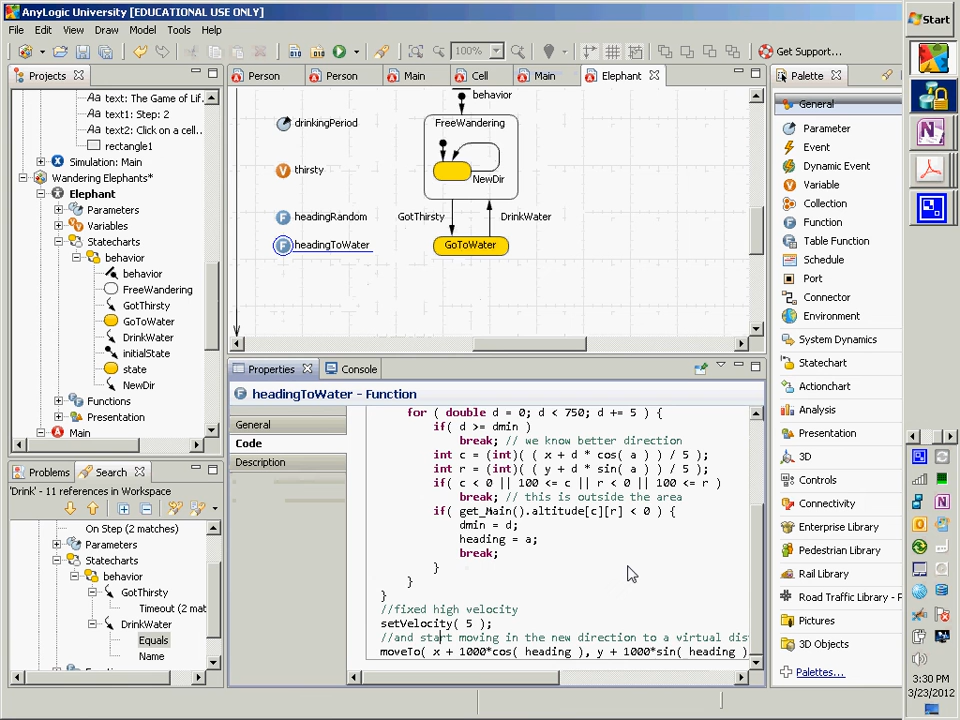 AnyLogic University [EDUCATIONAL USE ONLY]
Start
File Edit View Draw Model Tools Help
100%
Get Support...
Projects
Person
Person
Main
Cell
Main
Elephant
Palette
text: The Game of Lif
text1: Step: 2
text2: Click on a cell..
rectangle1
Simulation: Main
Wandering Elephants*
Elephant
Parameters
Variables
Statecharts
behavior
behavior
FreeWandering
GotThirsty
GoToWater
DrinkWater
initialState
state
NewDir
Functions
Presentation
Main
behavior
drinkingPeriod
FreeWandering
thirsty
NewDir
headingRandom
GotThirsty
DrinkWater
headingToWater
GoToWater
General
Parameter
Event
Dynamic Event
Variable
Collection
Function
Table Function
Schedule
Port
Connector
Environment
System Dynamics
Statechart
Actionchart
Analysis
Presentation
3D
Controls
Connectivity
Enterprise Library
Pedestrian Library
Rail Library
Road Traffic Library - F
Pictures
3D Objects
Palettes...
Problems
Search
'Drink' - 11 references in Workspace
On Step (2 matches)
Parameters
Statecharts
behavior
GotThirsty
Timeout (2 mat
DrinkWater
Equals
Name
Properties
Console
headingToWater - Function
General
Code
Description
for ( double d = 0; d < 750; d += 5 ) {
if( d >= dmin )
break; // we know better direction
int c = (int)( ( x + d * cos( a ) ) / 5 );
int r = (int)( ( y + d * sin( a ) ) / 5 );
if( c < 0 || 100 <= c || r < 0 || 100 <= r )
break; // this is outside the area
if( get_Main().altitude[c][r] < 0 ) {
dmin = d;
heading = a;
break;
}
}
}
//fixed high velocity
setVelocity( 5 );
//and start moving in the new direction to a virtual dis
moveTo( x + 1000*cos( heading ), y + 1000*sin( heading )
3:30 PM
3/23/2012